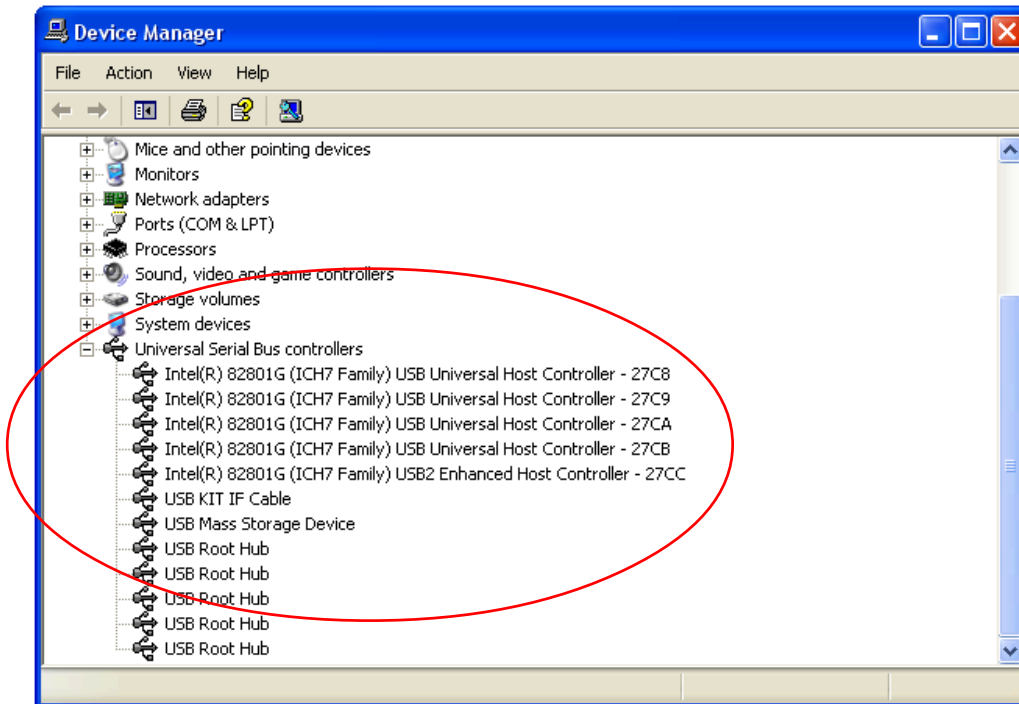 Device Manager
File Action View Help
Mice and other pointing devices
Monitors
Network adapters
Ports (COM & LPT)
Processors
Sound, video and game controllers
Storage volumes
System devices
Universal Serial Bus controllers
Intel(R) 82801G (ICH7 Family) USB Universal Host Controller - 27C8
Intel(R) 82801G (ICH7 Family) USB Universal Host Controller - 27C9
Intel(R) 82801G (ICH7 Family) USB Universal Host Controller - 27CA
Intel(R) 82801G (ICH7 Family) USB Universal Host Controller - 27CB
Intel(R) 82801G (ICH7 Family) USB2 Enhanced Host Controller - 27CC
USB KIT IF Cable
USB Mass Storage Device
USB Root Hub
USB Root Hub
USB Root Hub
USB Root Hub
USB Root Hub